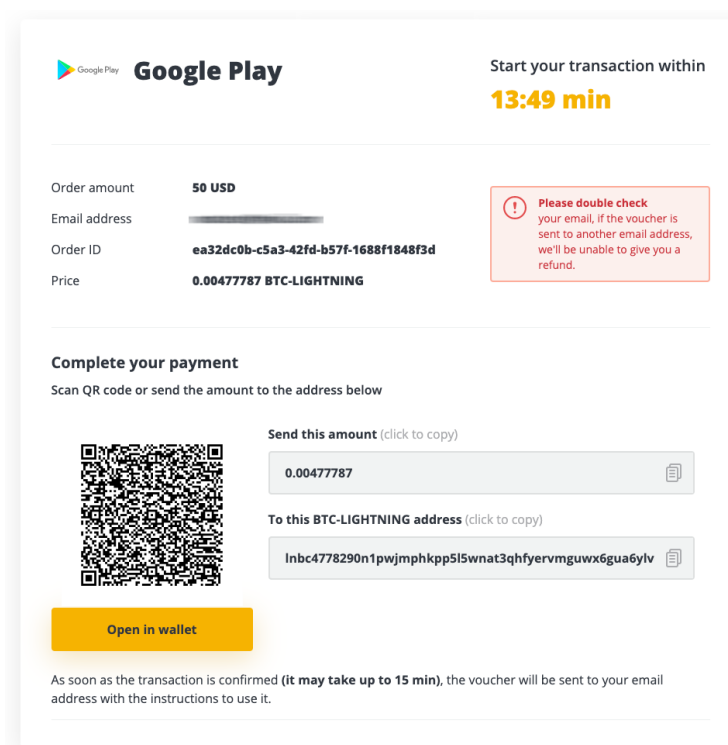 Google Play
Google Play
Start your transaction within
13:49 min
Order amount
50 USD
Email address
Order ID
ea32dc0b-c5a3-42fd-b57f-1688f1848f3d
Price
0.00477787 BTC-LIGHTNING
Please double check
your email, if the voucher is
sent to another email address,
we'll be unable to give you a
refund.
Complete your payment
Scan QR code or send the amount to the address below
Send this amount (click to copy)
0.00477787
To this BTC-LIGHTNING address (click to copy)
lnbc4778290n1pwjmphkpp5l5wnat3qhfyervmguwx6gua6ylv
Open in wallet
As soon as the transaction is confirmed (it may take up to 15 min), the voucher will be sent to your email
address with the instructions to use it.